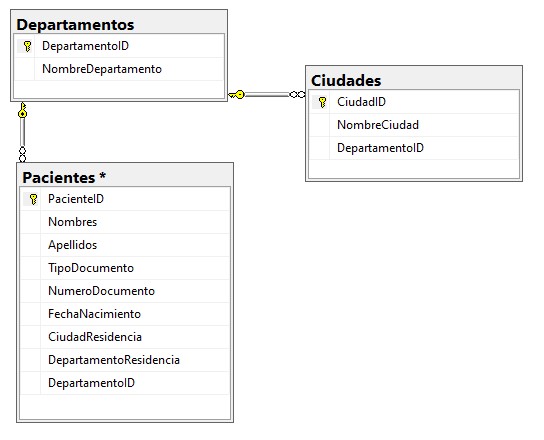 Departamentos
DepartamentoID
NombreDepartamento
Ciudades
CiudadID
NombreCiudad
DepartamentoID
Pacientes *
PacienteID
Nombres
Apellidos
TipoDocumento
NumeroDocumento
FechaNacimiento
CiudadResidencia
DepartamentoResidencia
DepartamentoID